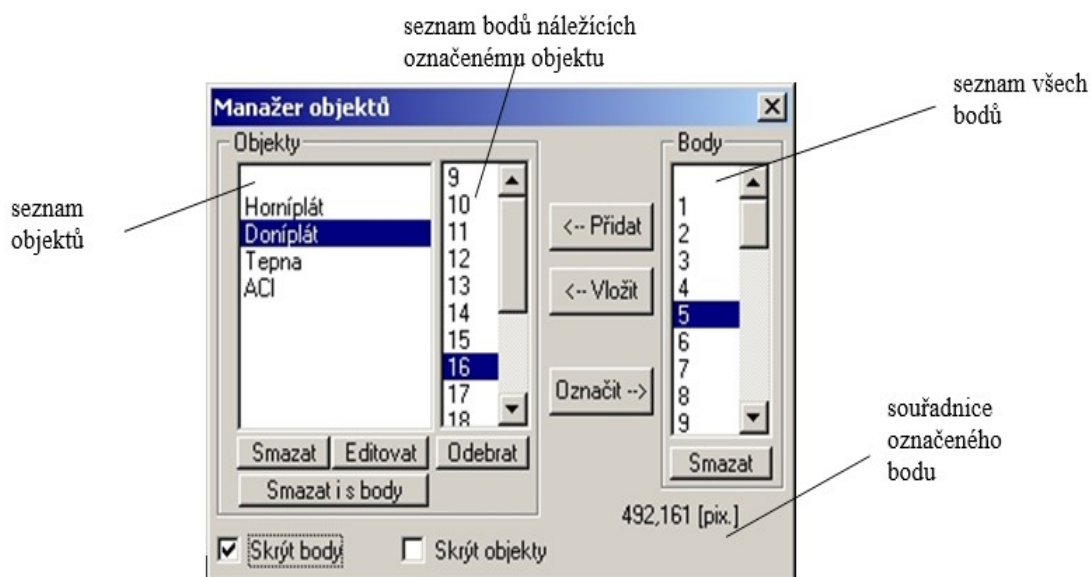 seznam bodů náležících
označenému objektu
seznam všech
bodů
seznam
objektů
Manažer objektů
Objekty
Horníplát
Doníplát
Tepna
ACI
9
10
11
12
13
14
15
16
17
18
Smazat
Editovat
Odebrat
Smazat i s body
<-- Přidat
<-- Vložit
Označit -->
Body
1
2
3
4
5
6
7
8
9
Smazat
souřadnice
označeného
bodu
492,161 [pix.]
Skrýt body
Skrýt objekty